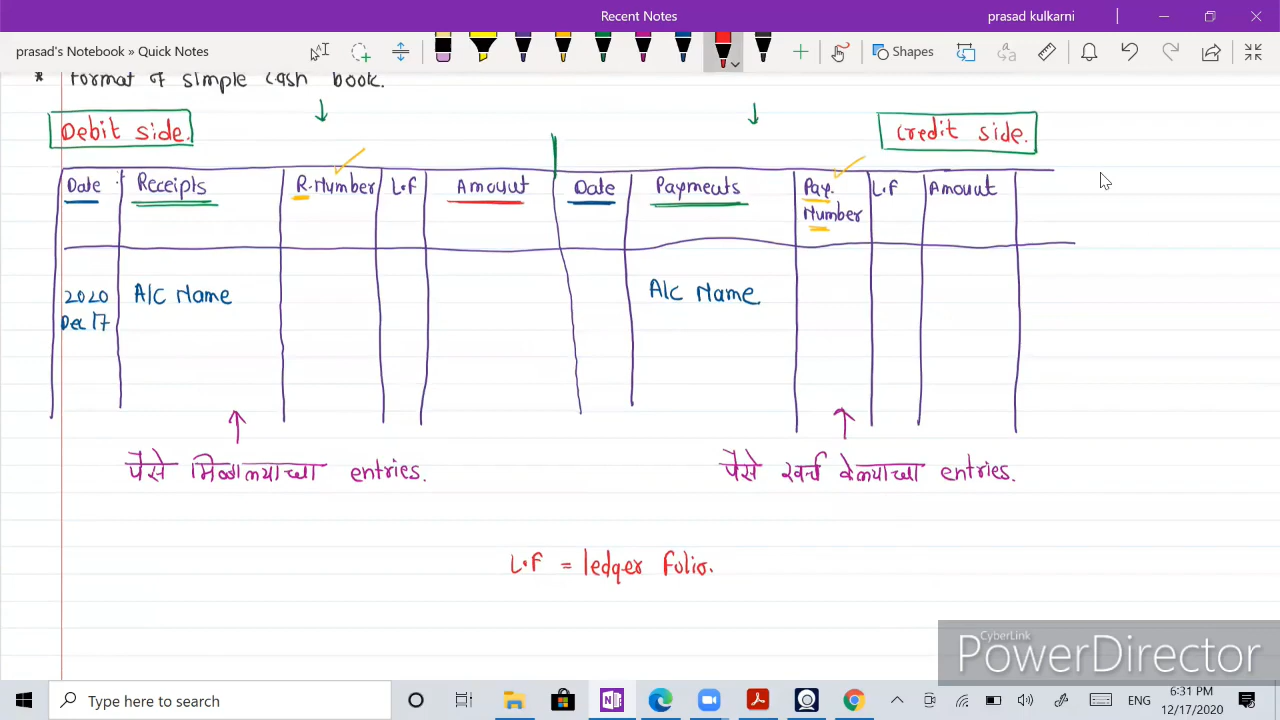 Recent Notes
prasad kulkarni
prasad's Notebook » Quick Notes
Shapes
* Format of simple cash book.
Debit side.
Credit side.
Date Receipts R.Number L.F Amount Date Payments Pay. Number L.F Amount
2020 A/C Name A/C Name
Dec 17
पैसे मिळाल्याच्या entries. पैसे खर्च केल्याच्या entries.
L.F = ledger folio.
CyberLink
PowerDirector
Type here to search
ENG
6:31 PM
12/17/2020